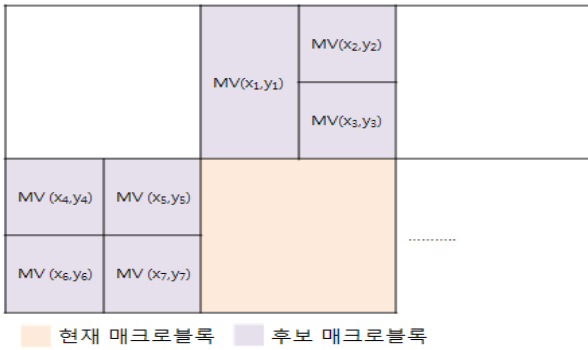 MV(x₂,y₂)
MV(x₁,y₁)
MV(x₃,y₃)
MV (x₄,y₄) MV (x₅,y₅)
MV (x₆,y₆) MV (x₇,y₇)
...........
현재 매크로블록 후보 매크로블록